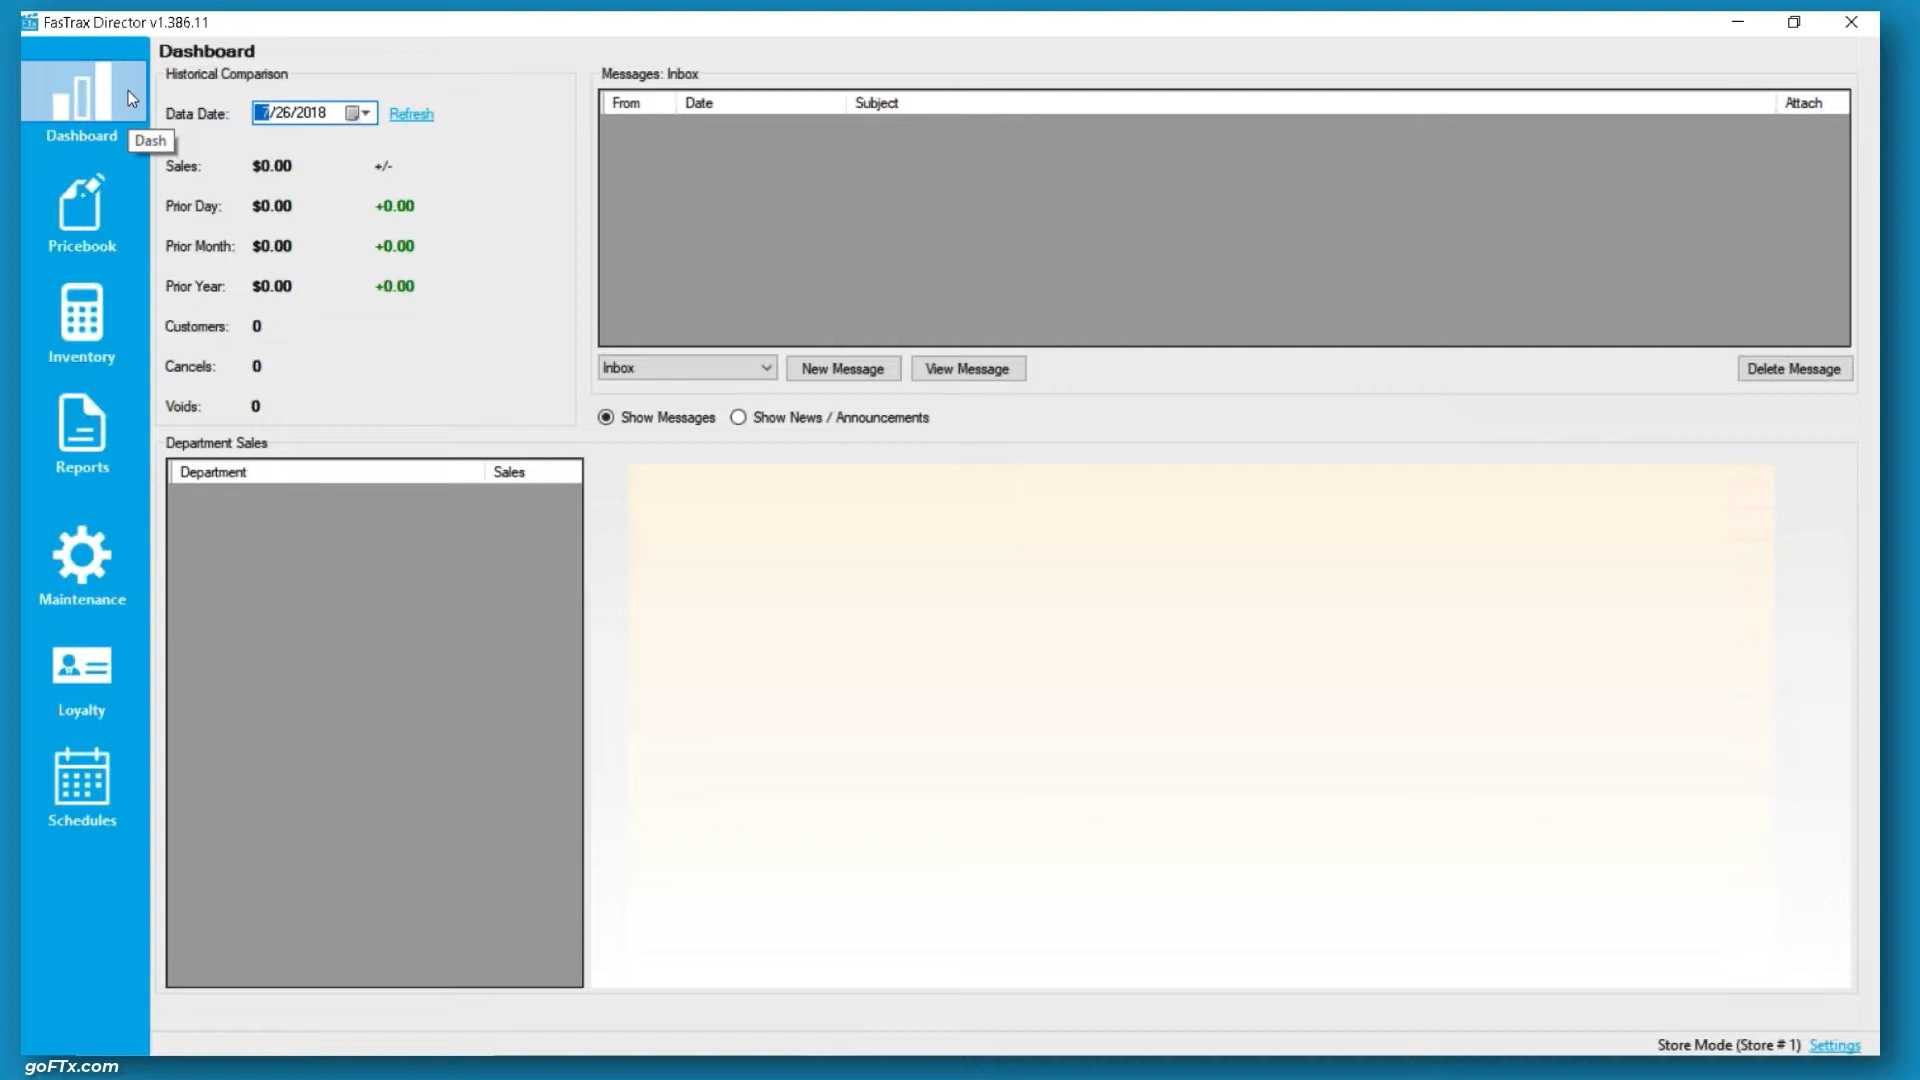 FasTrax Director v1.386.11
Dashboard
Historical Comparison
Data Date: 7/26/2018 Refresh
Sales: $0.00 +/-
Prior Day: $0.00 +0.00
Prior Month: $0.00 +0.00
Prior Year: $0.00 +0.00
Customers: 0
Cancels: 0
Voids: 0
Messages: Inbox
From Date Subject Attach
Inbox New Message View Message Delete Message
Show Messages Show News / Announcements
Department Sales
Department Sales
Dashboard
Dash
Pricebook
Inventory
Reports
Maintenance
Loyalty
Schedules
Store Mode (Store # 1) Settings
goFTx.com